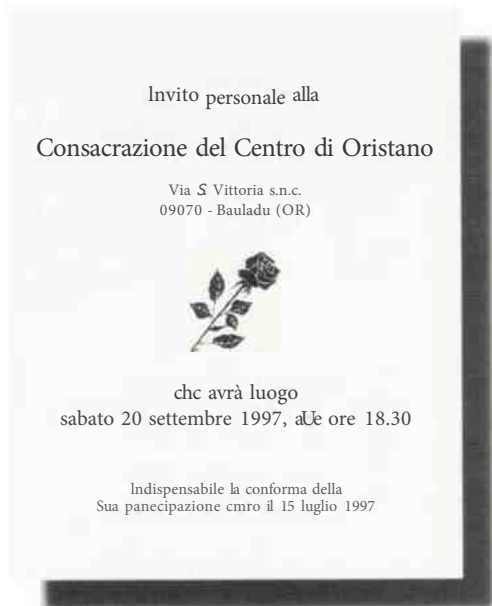 lnvito personale alla
Consacrazione del Centro di Oristano
Via S. Vittoria s.n.c.
09070 - Bauladu (OR)
chc avrà luogo
sabato 20 settembre 1997, aUe ore 18.30
lndispensabile la conforma della
Sua panecipazione cmro il 15 luglio 1997